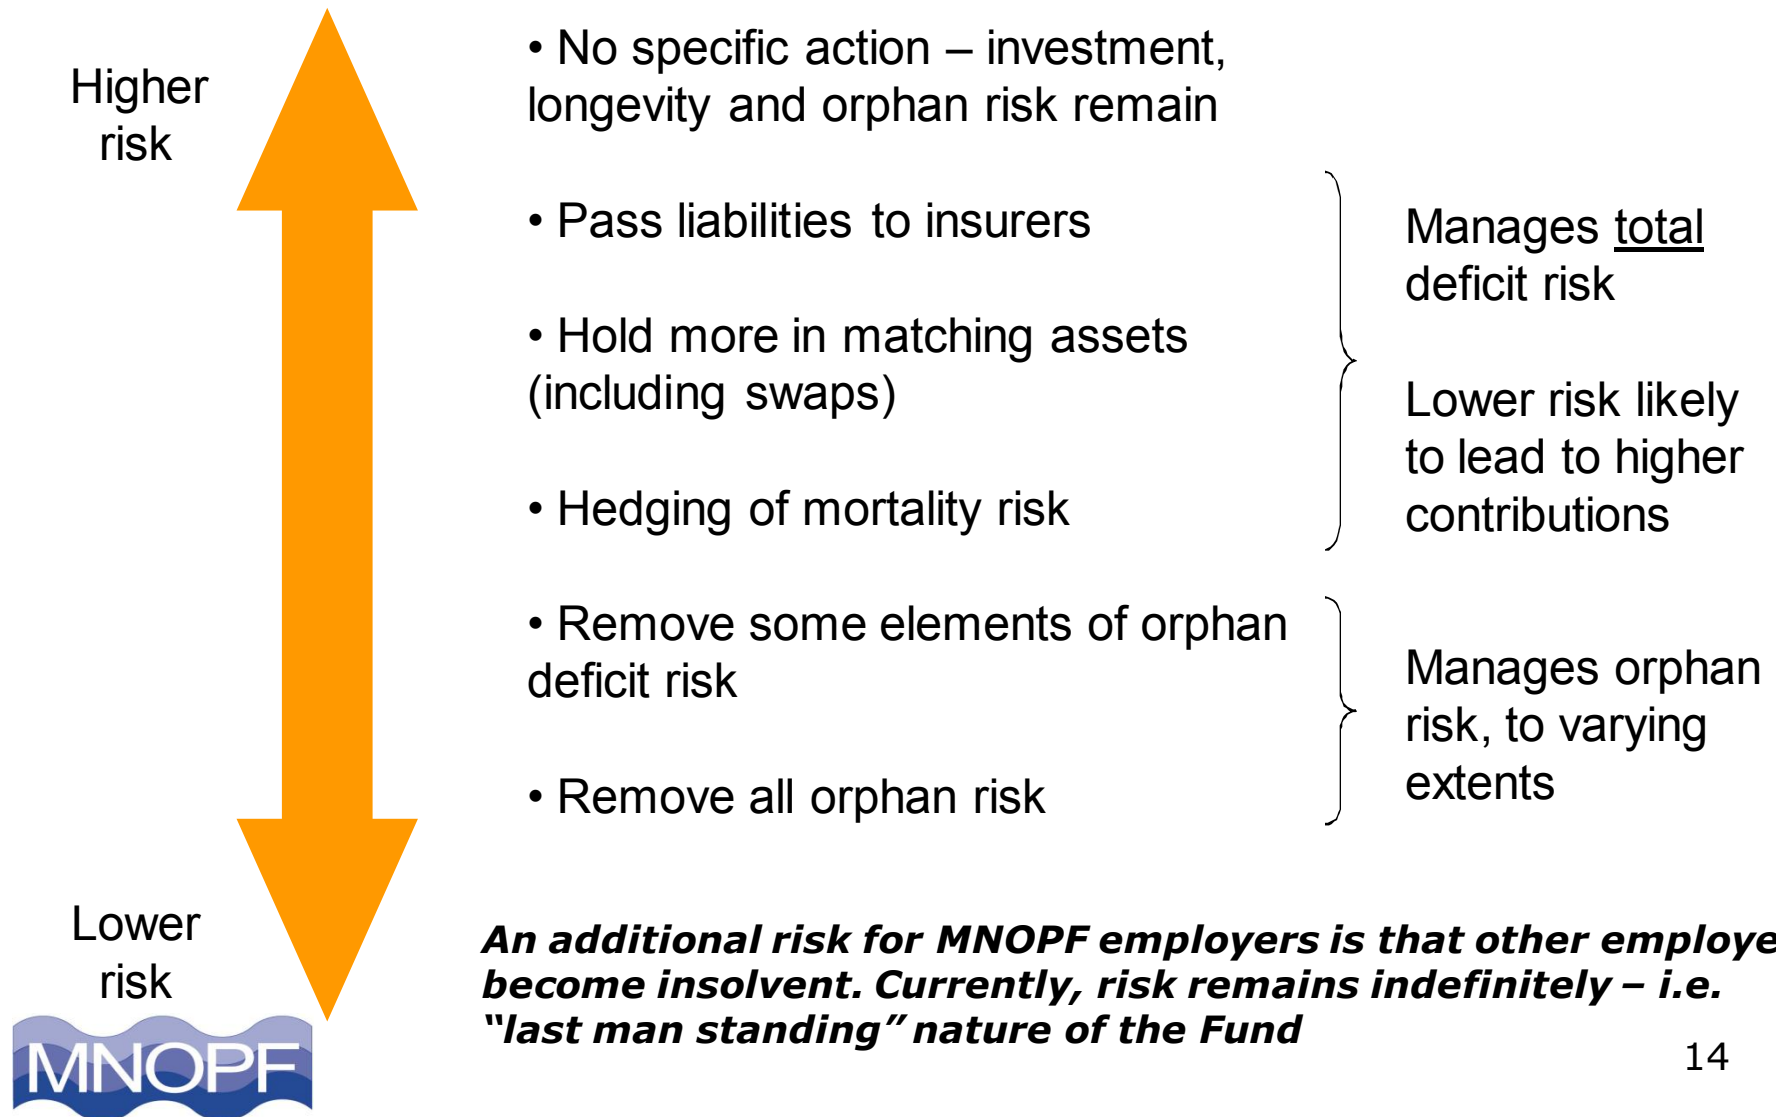 Higher
risk
• No specific action – investment,
longevity and orphan risk remain
• Pass liabilities to insurers
• Hold more in matching assets
(including swaps)
• Hedging of mortality risk
Manages total
deficit risk
Lower risk likely
to lead to higher
contributions
• Remove some elements of orphan
deficit risk
• Remove all orphan risk
Manages orphan
risk, to varying
extents
Lower
risk
An additional risk for MNOPF employers is that other employe
become insolvent. Currently, risk remains indefinitely – i.e.
“last man standing” nature of the Fund
MNOPF
14